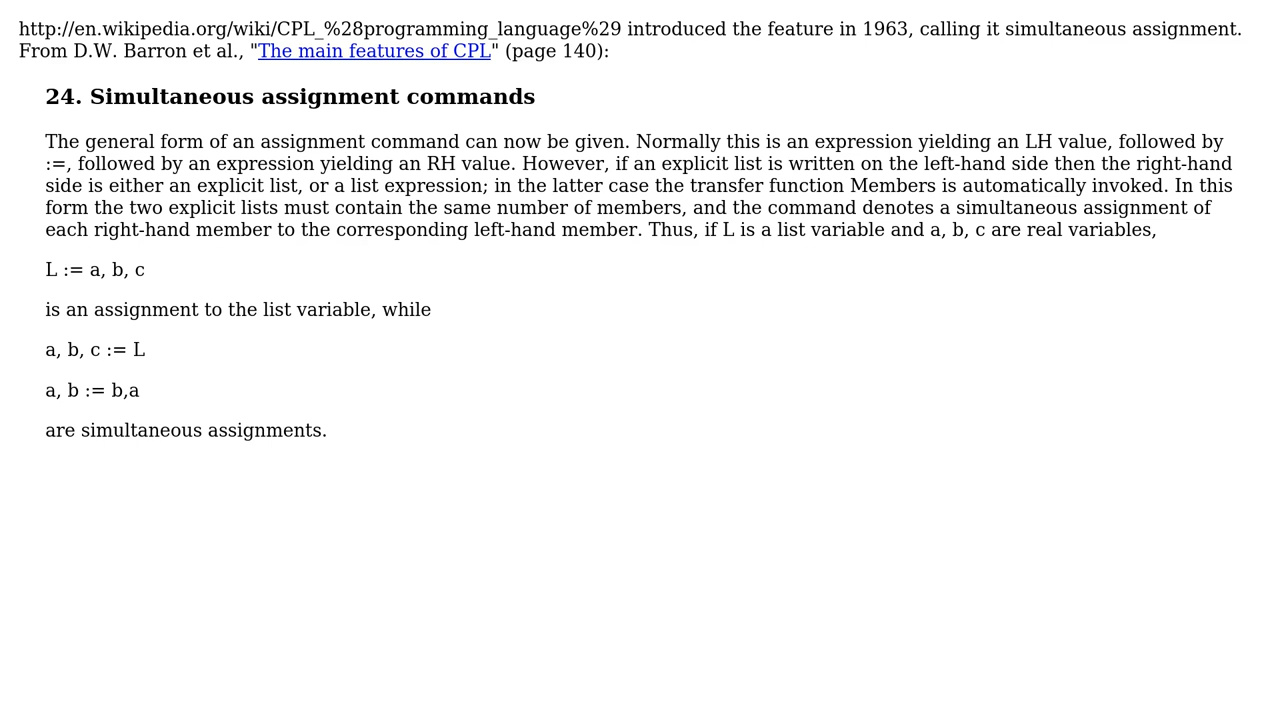 http://en.wikipedia.org/wiki/CPL_%28programming_language%29 introduced the feature in 1963, calling it simultaneous assignment.
From D.W. Barron et al., "The main features of CPL" (page 140):
24. Simultaneous assignment commands
The general form of an assignment command can now be given. Normally this is an expression yielding an LH value, followed by
:=, followed by an expression yielding an RH value. However, if an explicit list is written on the left-hand side then the right-hand
side is either an explicit list, or a list expression; in the latter case the transfer function Members is automatically invoked. In this
form the two explicit lists must contain the same number of members, and the command denotes a simultaneous assignment of
each right-hand member to the corresponding left-hand member. Thus, if L is a list variable and a, b, c are real variables,
L := a, b, c
is an assignment to the list variable, while
a, b, c := L
a, b := b,a
are simultaneous assignments.